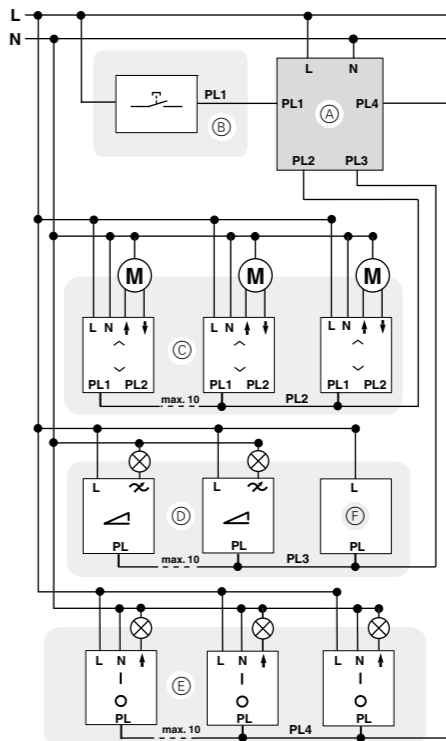 L
N
L N
PL1
PL1 Ⓐ PL4
Ⓑ
PL2 PL3
M M M
L N L N L N
Ⓒ
PL1 PL2 PL1 PL2 PL1 PL2
max. 10 PL2
L L L
Ⓓ Ⓕ
PL PL PL
max. 10 PL3
L N L N L N
I I I
Ⓔ
O O O
PL PL PL
max. 10 PL4